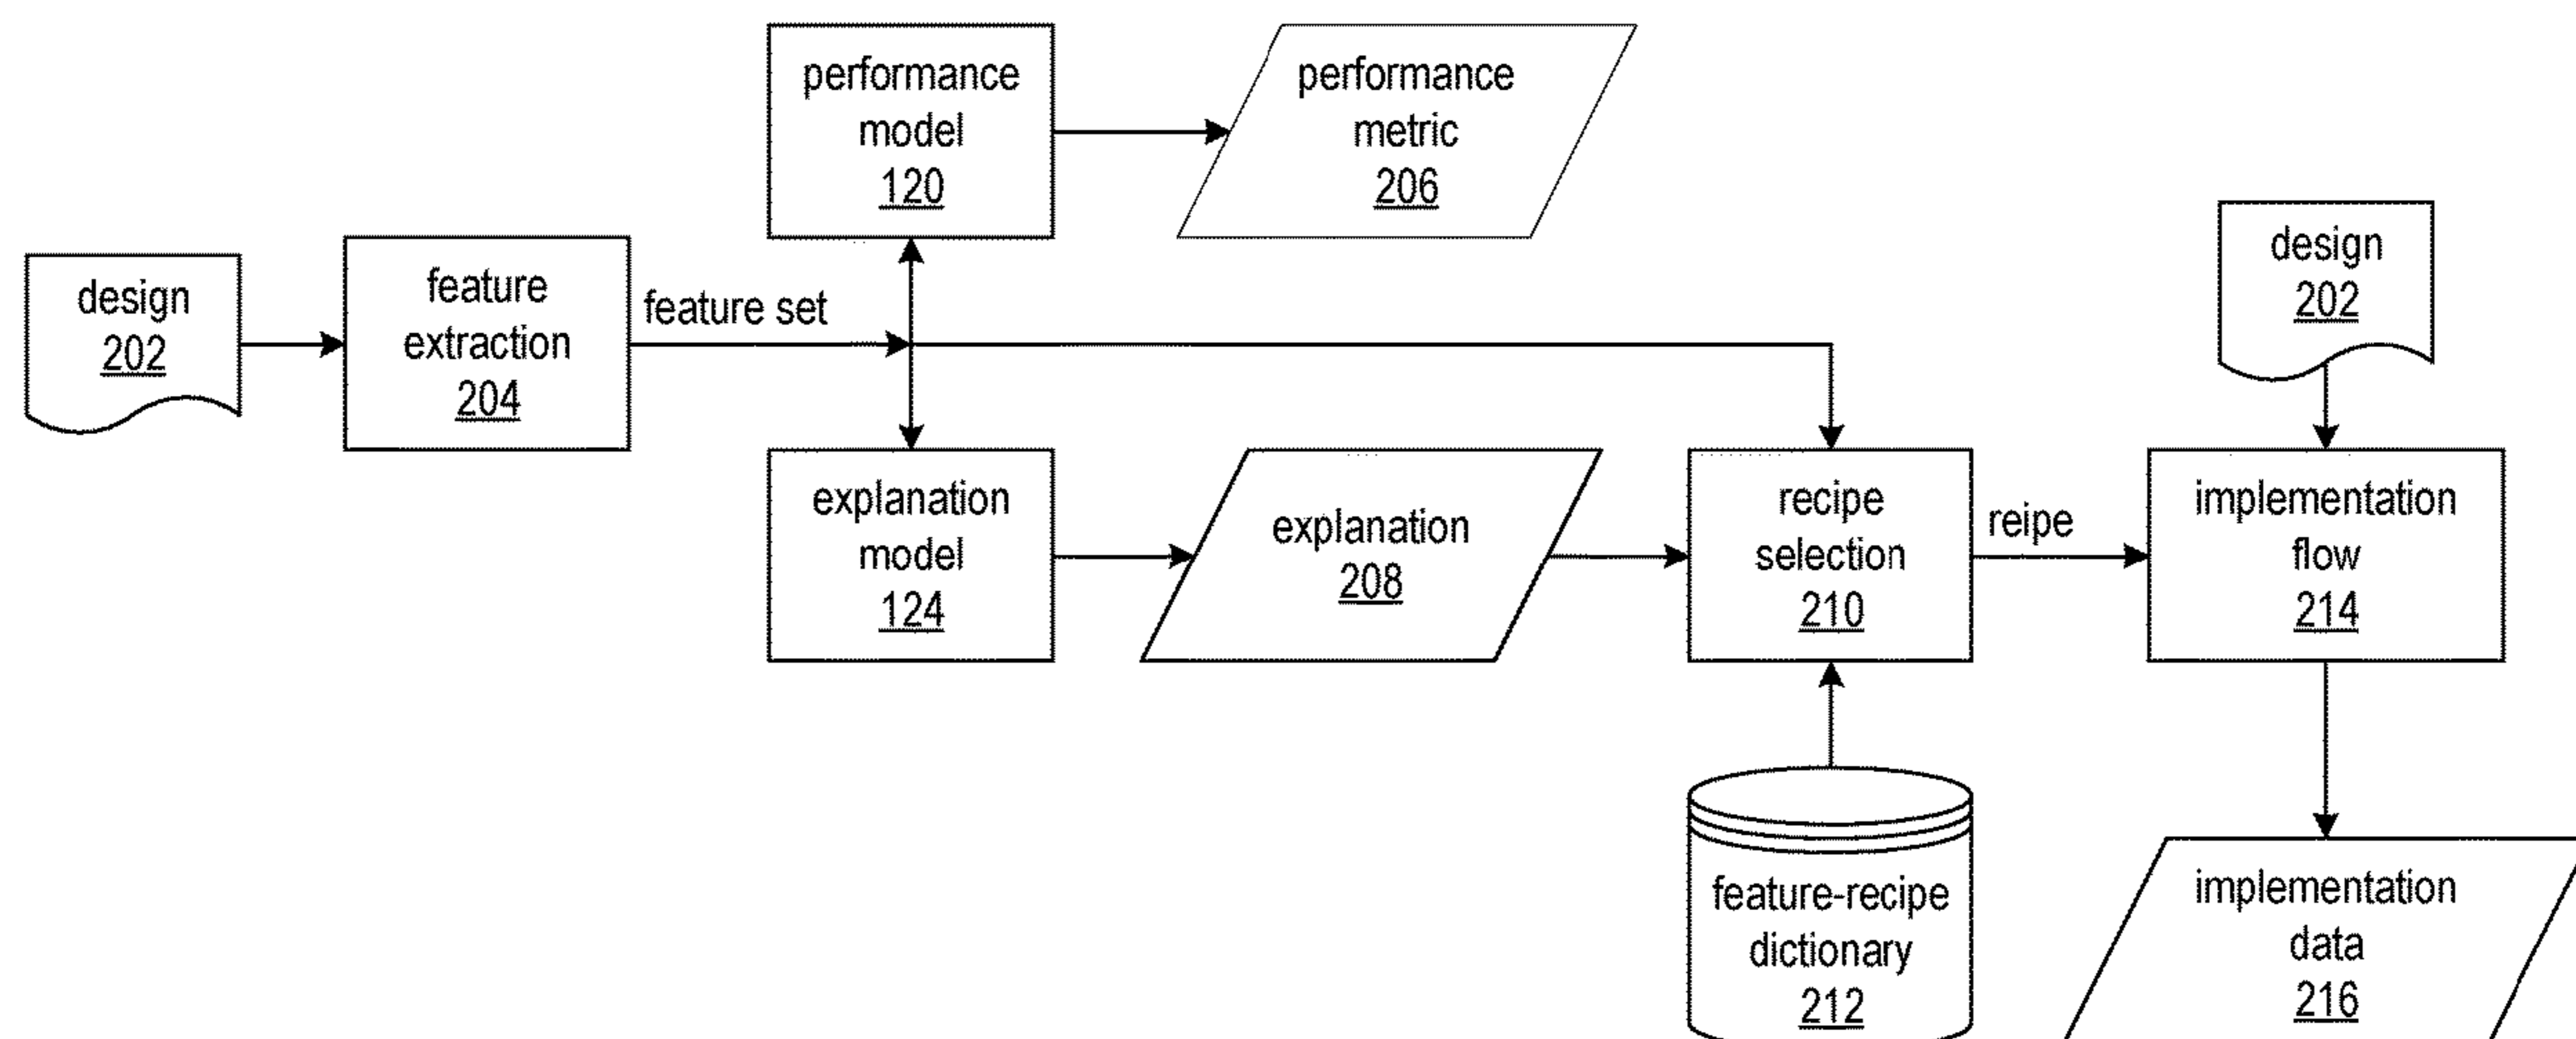 performance
model
120
performance
metric
206
design
202
feature
extraction
204
feature set
design
202
explanation
model
124
explanation
208
recipe
selection
210
reipe
implementation
flow
214
feature-recipe
dictionary
212
implementation
data
216